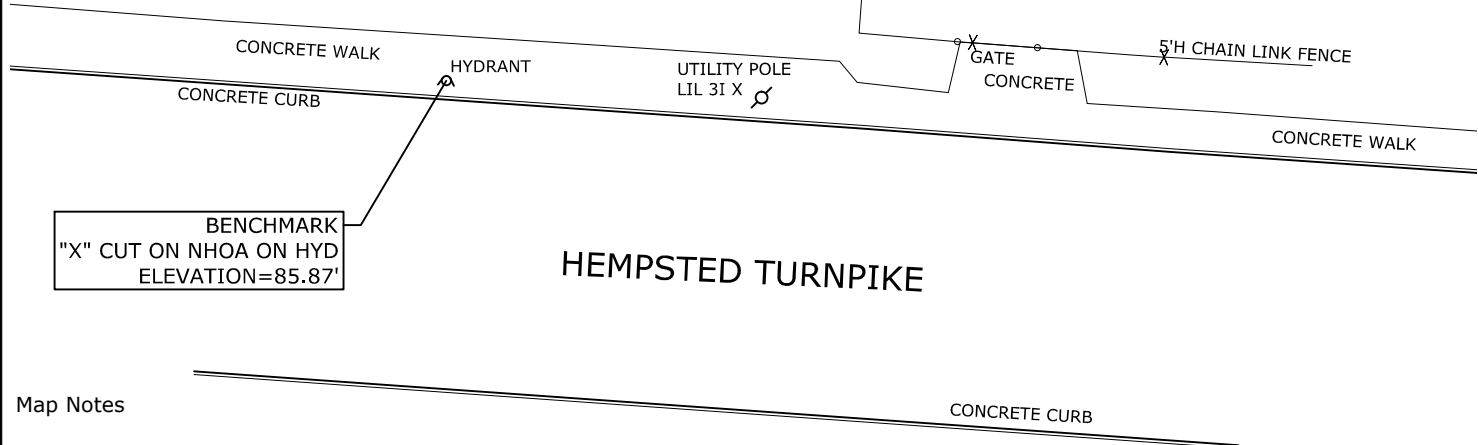 CONCRETE WALK
HYDRANT
UTILITY POLE
LIL 3I X
GATE
5'H CHAIN LINK FENCE
CONCRETE
CONCRETE CURB
CONCRETE WALK
BENCHMARK
"X" CUT ON NHOA ON HYD
ELEVATION=85.87'
HEMPSTED TURNPIKE
Map Notes
CONCRETE CURB